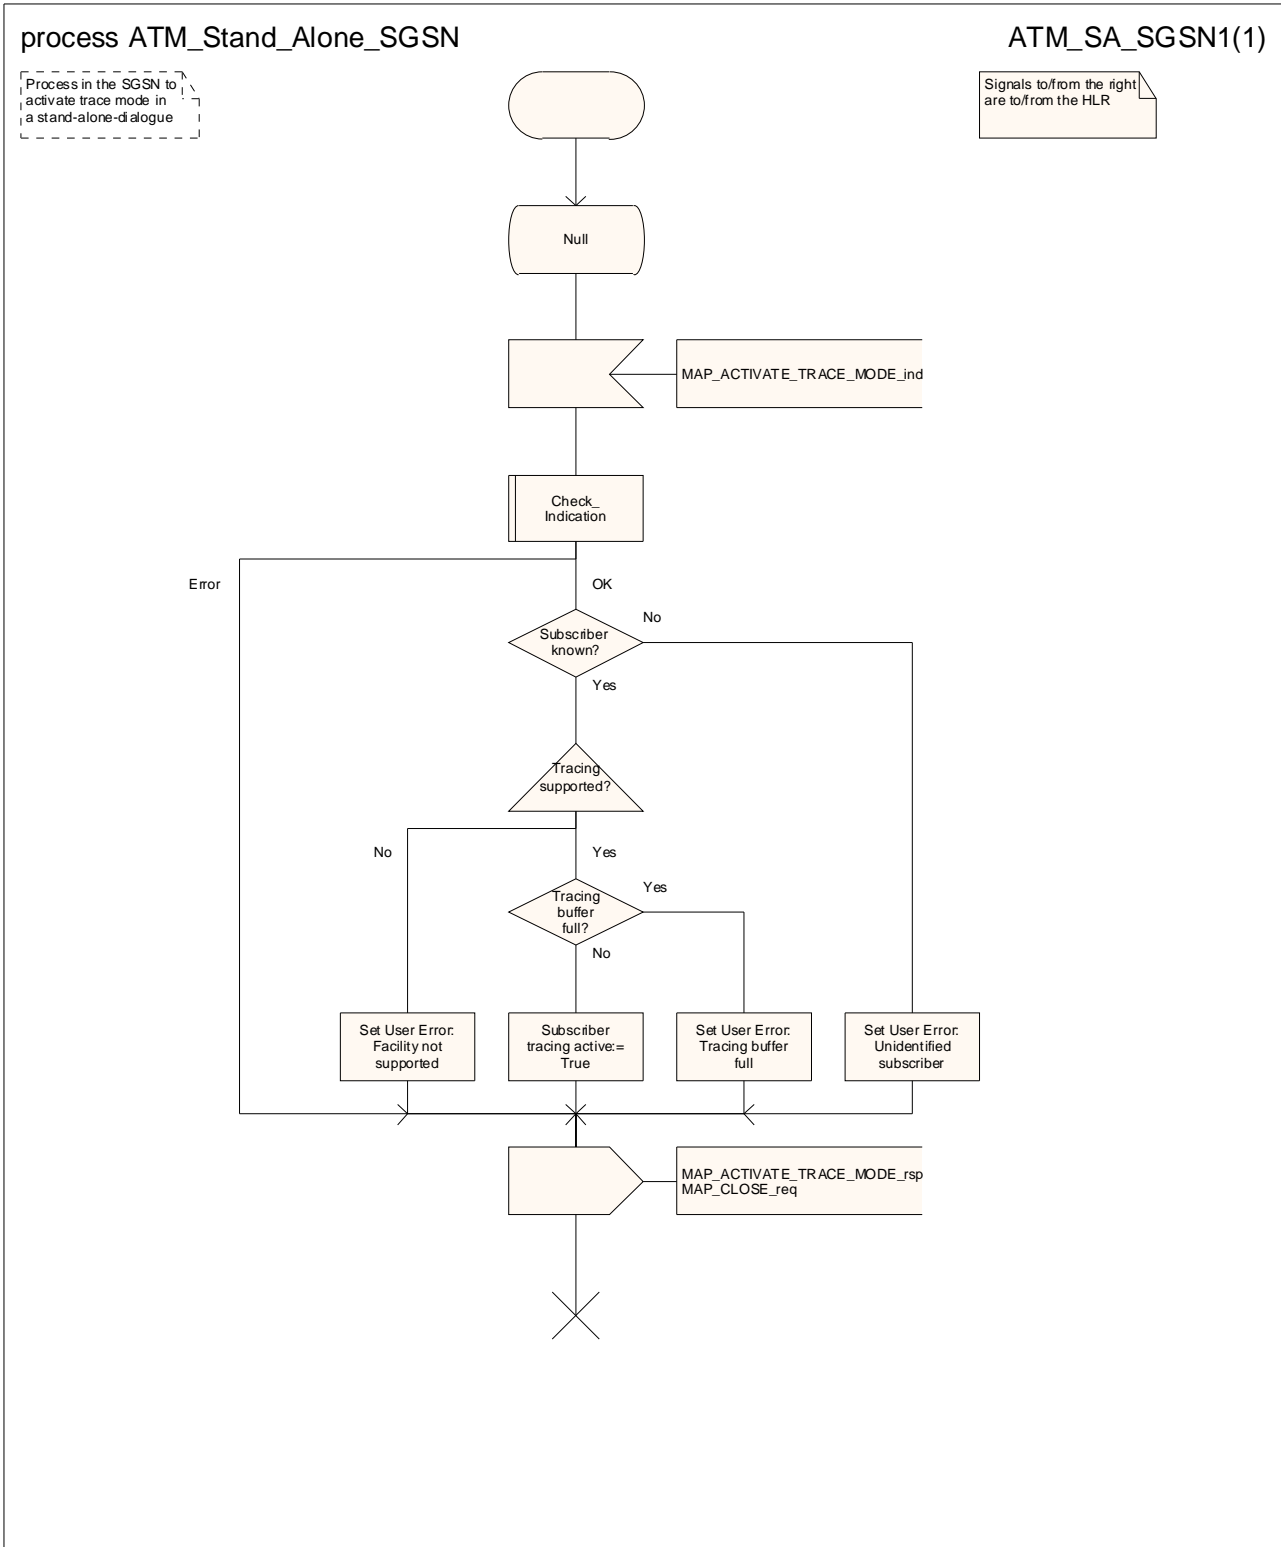 process ATM_Stand_Alone_SGSN
ATM_SA_SGSN1(1)
Process in the SGSN to
activate trace mode in
a stand-alone-dialogue
Signals to/from the right
are to/from the HLR
Null
MAP_ACTIVATE_TRACE_MODE_ind
Check_
Indication
Error
OK
No
Subscriber
known?
Yes
Tracing
supported?
No
Yes
Yes
Tracing
buffer
full?
No
Set User Error:
Facility not
supported
Subscriber
tracing active:=
True
Set User Error:
Tracing buffer
full
Set User Error:
Unidentified
subscriber
MAP_ACTIVATE_TRACE_MODE_rsp
MAP_CLOSE_req